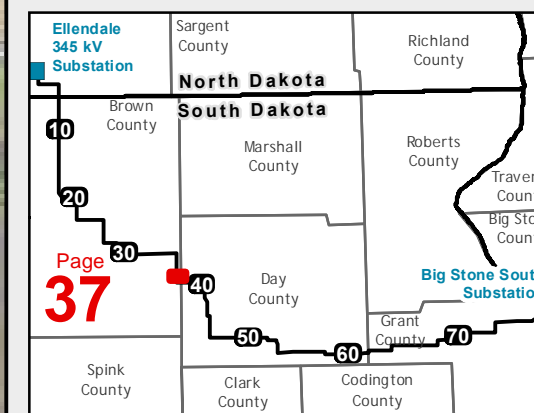 Ellendale
345 kV
Substation
Sargent
County
Richland
County
North Dakota
South Dakota
Brown
County
10
Marshall
County
Roberts
County
20
30
Page
37
40
Day
County
Big Stone
Substation
50
60
70
Grant
County
Spink
County
Clark
County
Codington
County